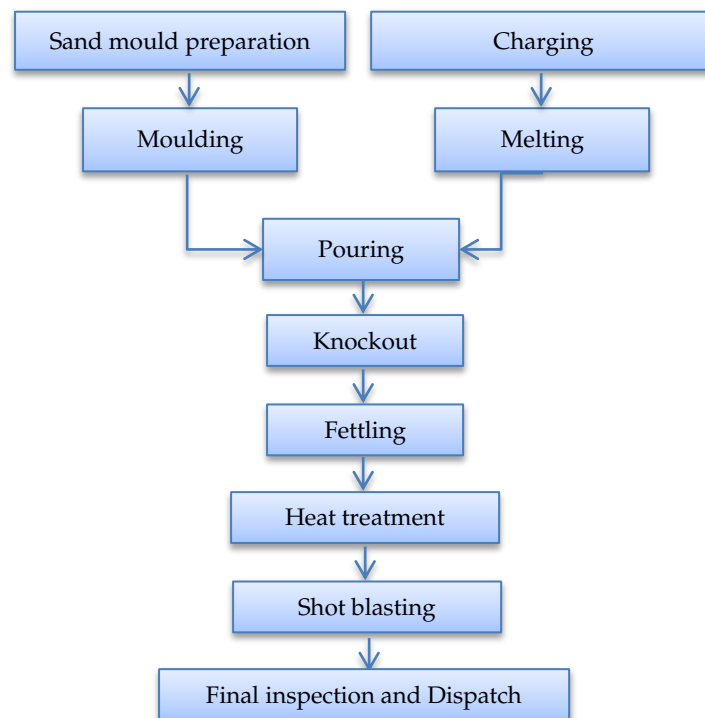 Sand mould preparation
Charging
Moulding
Melting
Pouring
Knockout
Fettling
Heat treatment
Shot blasting
Final inspection and Dispatch